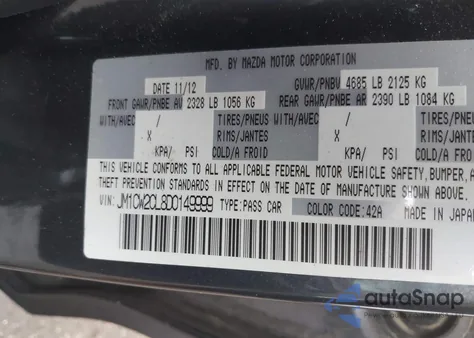 MFD. BY MAZDA MOTOR CORPORATION
DATE 11/12 GVWR/PNBV 4685 LB 2125 KG
FRONT GAWR/PNBE AV 2328 LB 1056 KG REAR GAWR/PNBE AR 2390 LB 1084 KG
WITH/AVEC / TIRES/PNEUS WITH/AVEC / TIRES/PNEUS
X RIMS/JANTES X RIMS/JANTES
KPA/ PSI COLD/A FROID KPA/ PSI COLD/A FROID
THIS VEHICLE CONFORMS TO ALL APPLICABLE FEDERAL MOTOR VEHICLE SAFETY, BUMPER, A
THEFT PREVENTION STANDARDS IN EFFECT ON THE DATE OF MANUFACTURE SHOWN ABOVE.
VIN: JM1CW2CL8D0149999 TYPE:PASS CAR COLOR CODE:42A MADE IN JAPAN
autoSnap